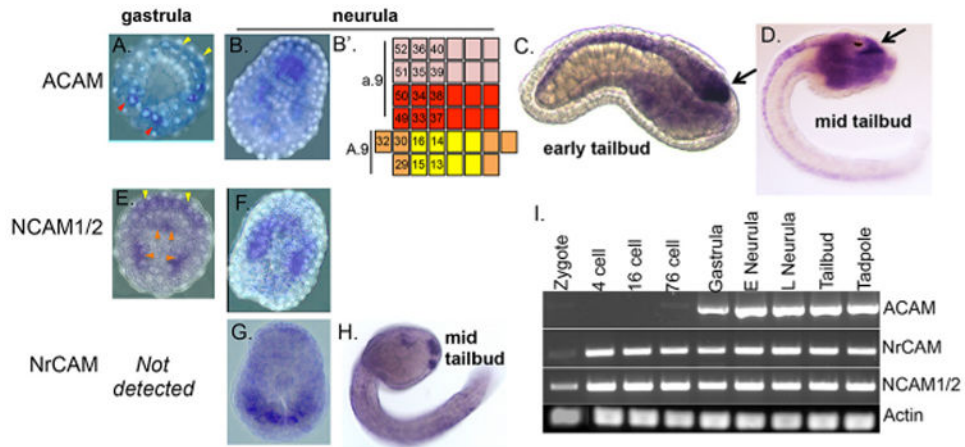 gastrula
neurula
ACAM
A.
B.
B'.
a.9
52 36 40
51 35 39
50 34 38
49 33 37
A.9
32 30 16 14
29 15 13
C.
early tailbud
D.
mid tailbud
NCAM1/2
E.
F.
NrCAM
Not
detected
G.
H.
mid
tailbud
I.
Zygote
4 cell
16 cell
76 cell
Gastrula
E Neurula
L Neurula
Tailbud
Tadpole
ACAM
NrCAM
NCAM1/2
Actin